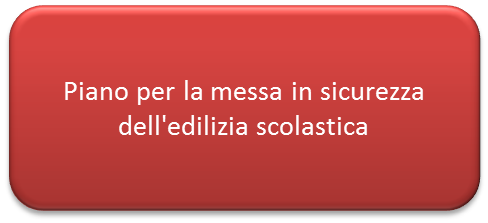 Piano per la messa in sicurezza
dell'edilizia scolastica